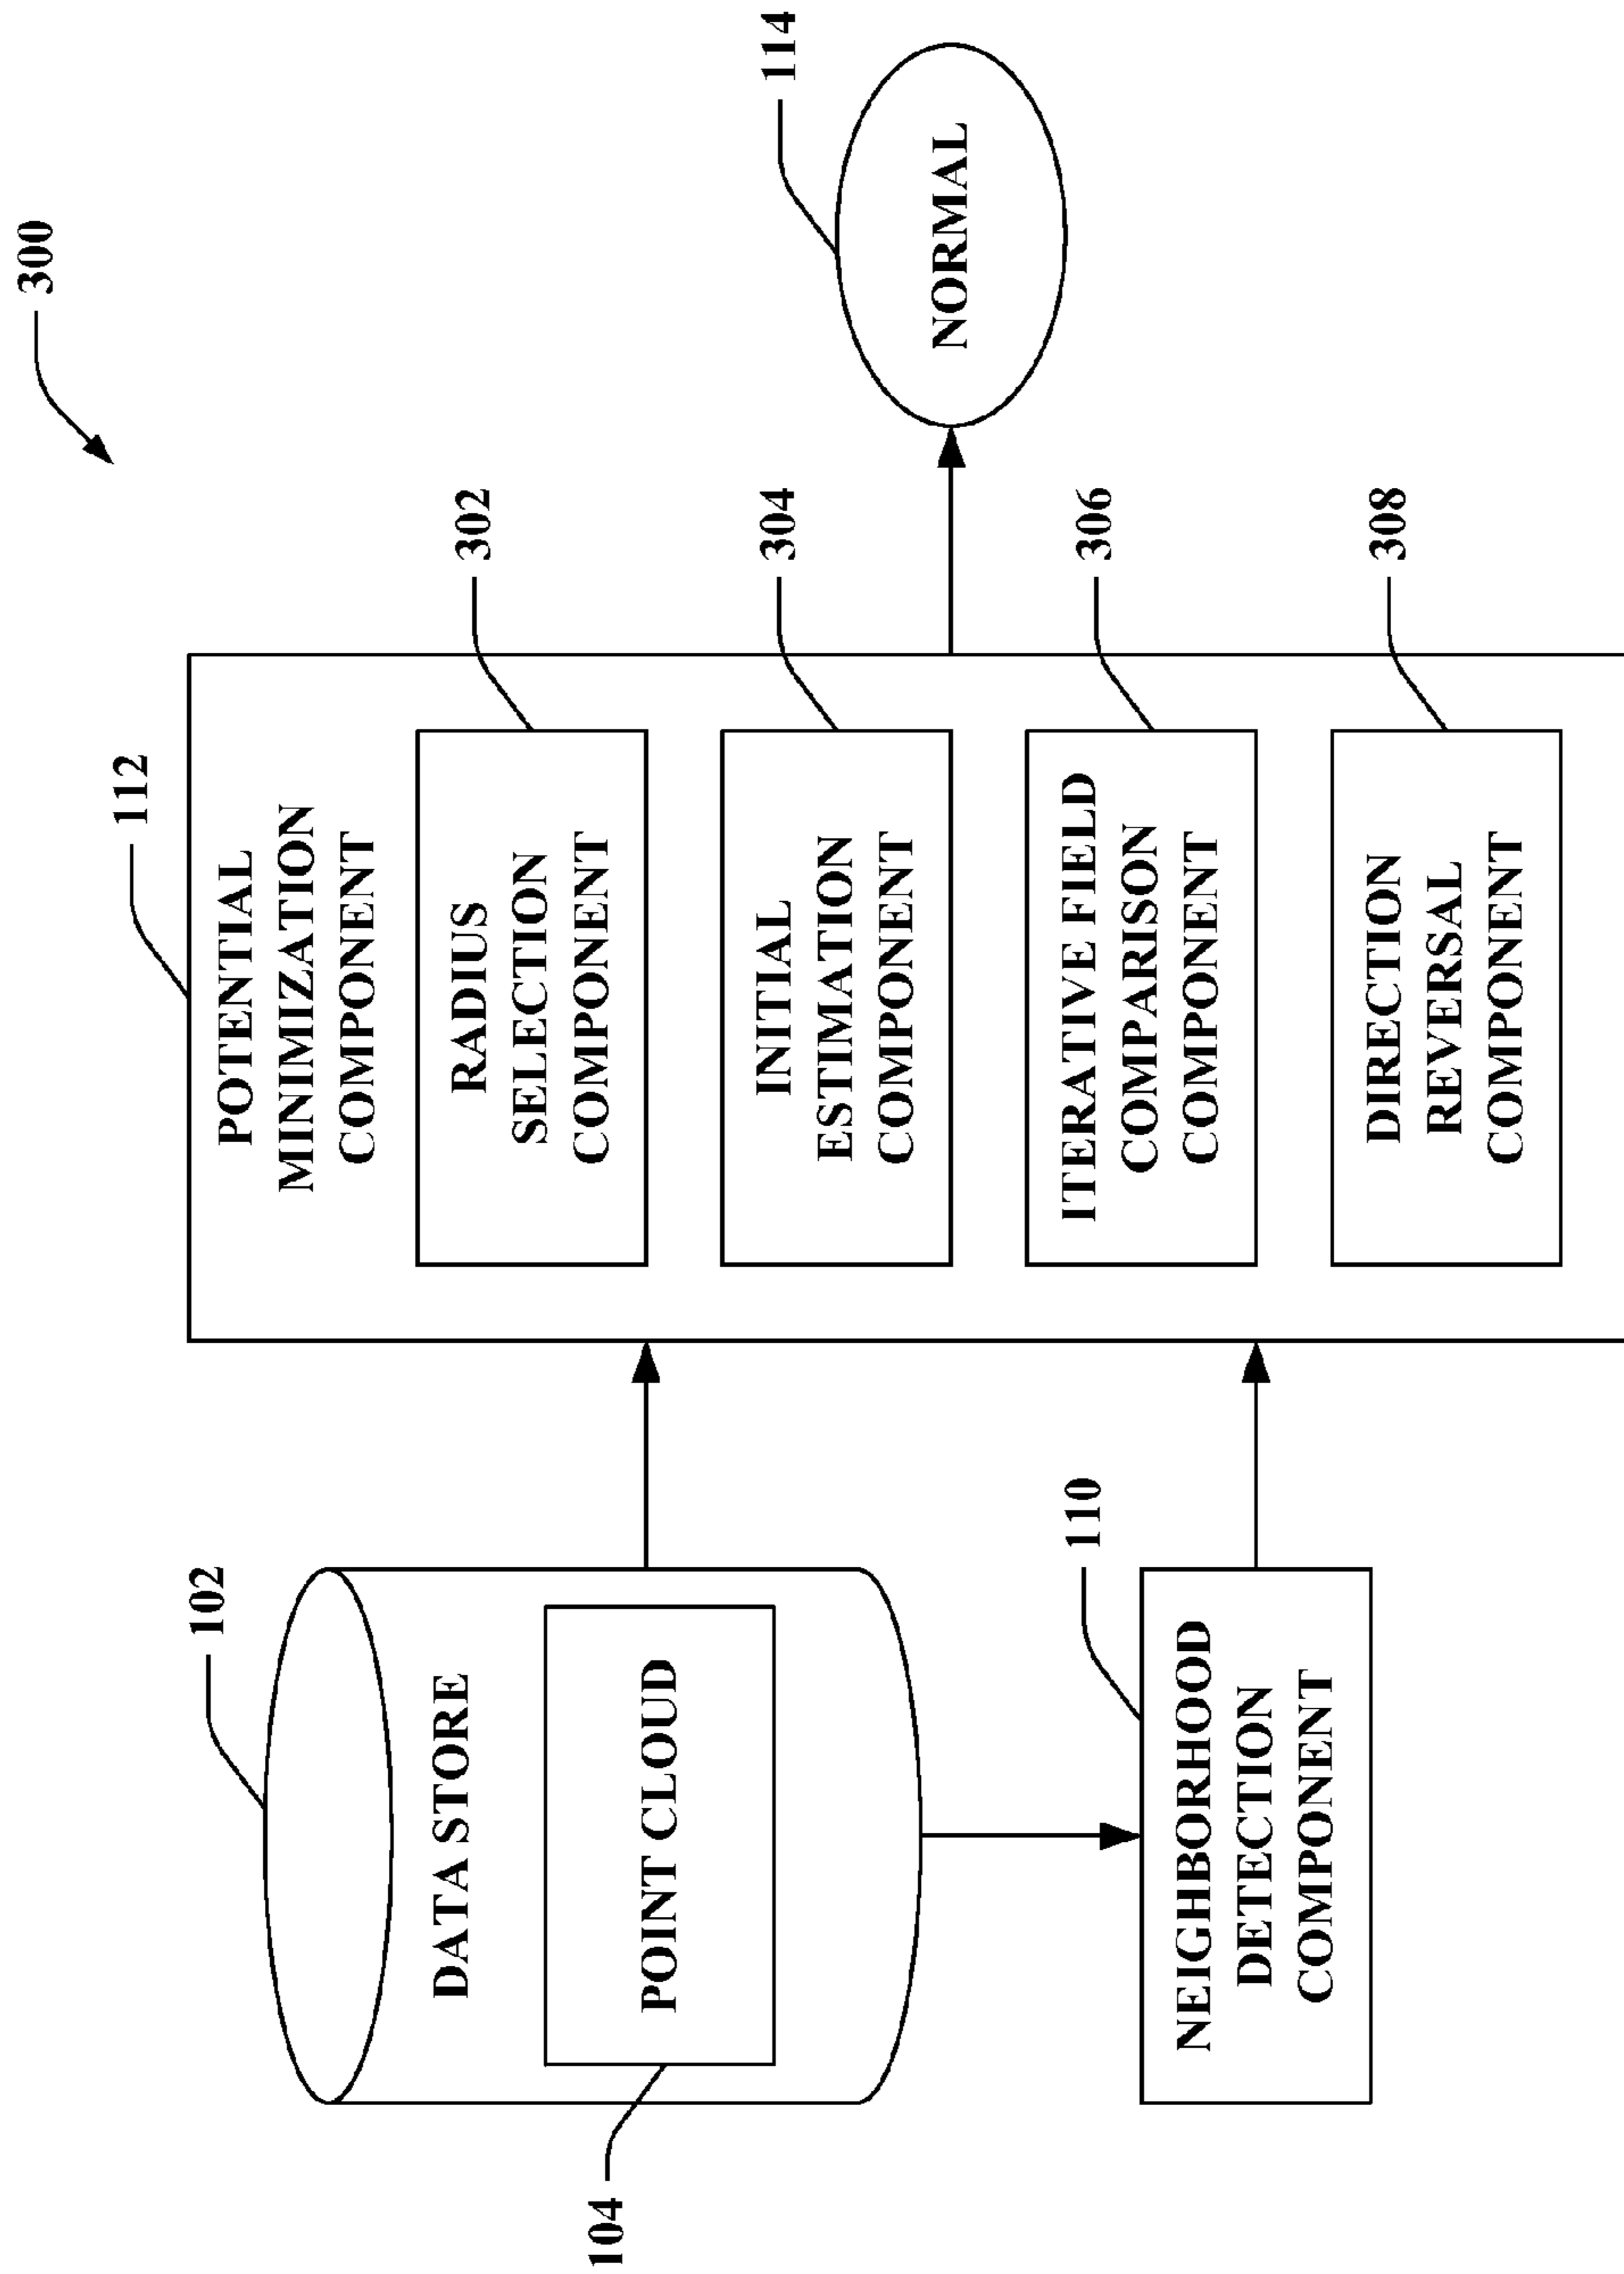 300
112
POTENTIAL
MINIMIZATION
COMPONENT
102
DATA STORE
POINT CLOUD
104
RADIUS
SELECTION
COMPONENT
302
INITIAL
ESTIMATION
COMPONENT
304
114
NORMAL
110
NEIGHBORHOOD
DETECTION
COMPONENT
ITERATIVE FIELD
COMPARISON
COMPONENT
306
DIRECTION
REVERSAL
COMPONENT
308